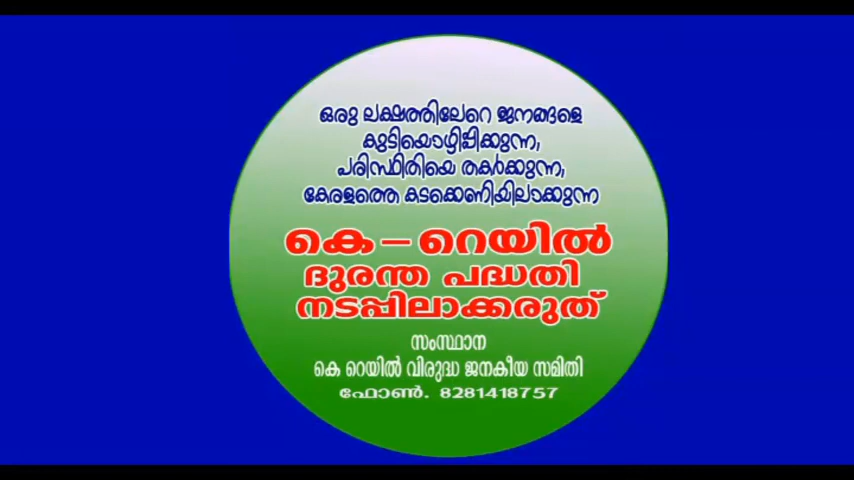 ഒരു ലക്ഷത്തിലേറെ ജനങ്ങളെ
കുടിയൊഴിപ്പിക്കുന്ന,
പരിസ്ഥിതിയെ തകർക്കുന്ന,
കേരളത്തെ കടക്കെണിയിലാക്കുന്ന
കെ – റെയിൽ
ദുരന്ത പദ്ധതി
നടപ്പിലാക്കരുത്
സംസ്ഥാന
കെ റെയിൽ വിരുദ്ധ ജനകീയ സമിതി
ഫോൺ. 8281418757